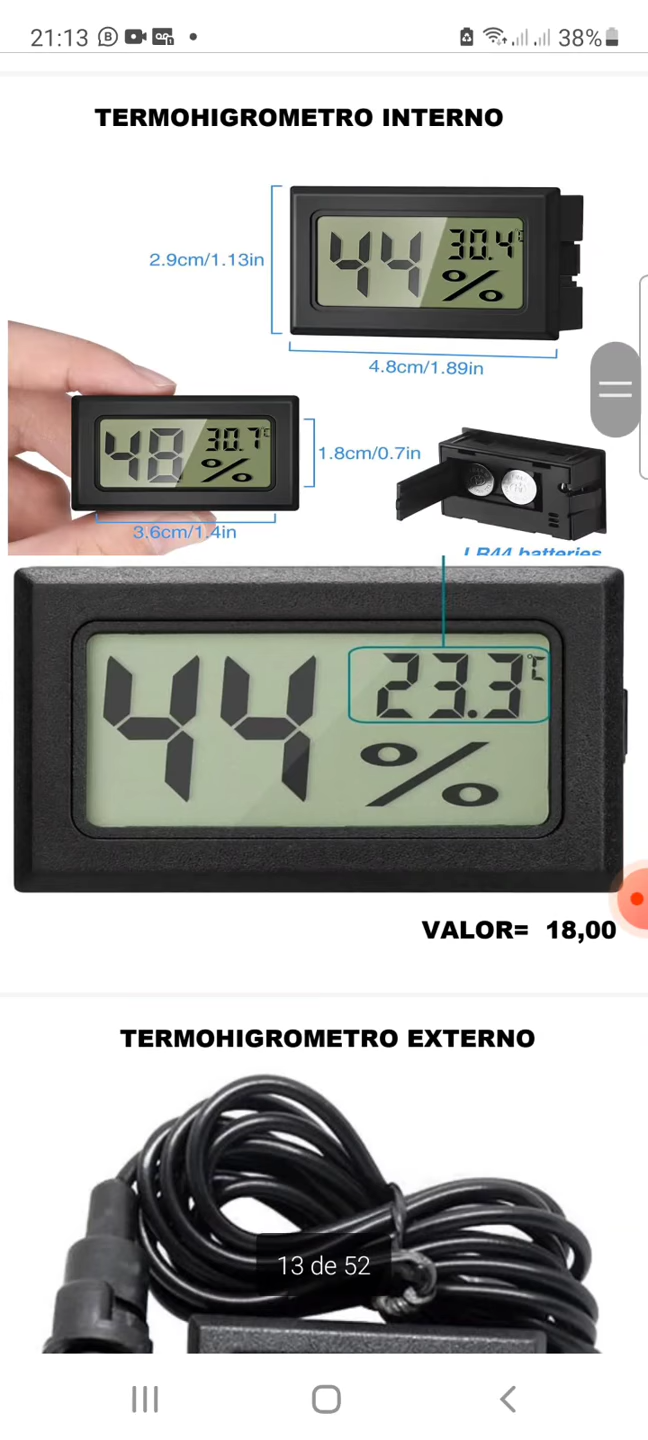 21:13
38%
TERMOHIGROMETRO INTERNO
2.9cm/1.13in
44 30.4°C
%
4.8cm/1.89in
48 30.7°C
%
1.8cm/0.7in
3.6cm/1.4in
LR44 batteries
44 23.3°C
%
VALOR= 18,00
TERMOHIGROMETRO EXTERNO
13 de 52